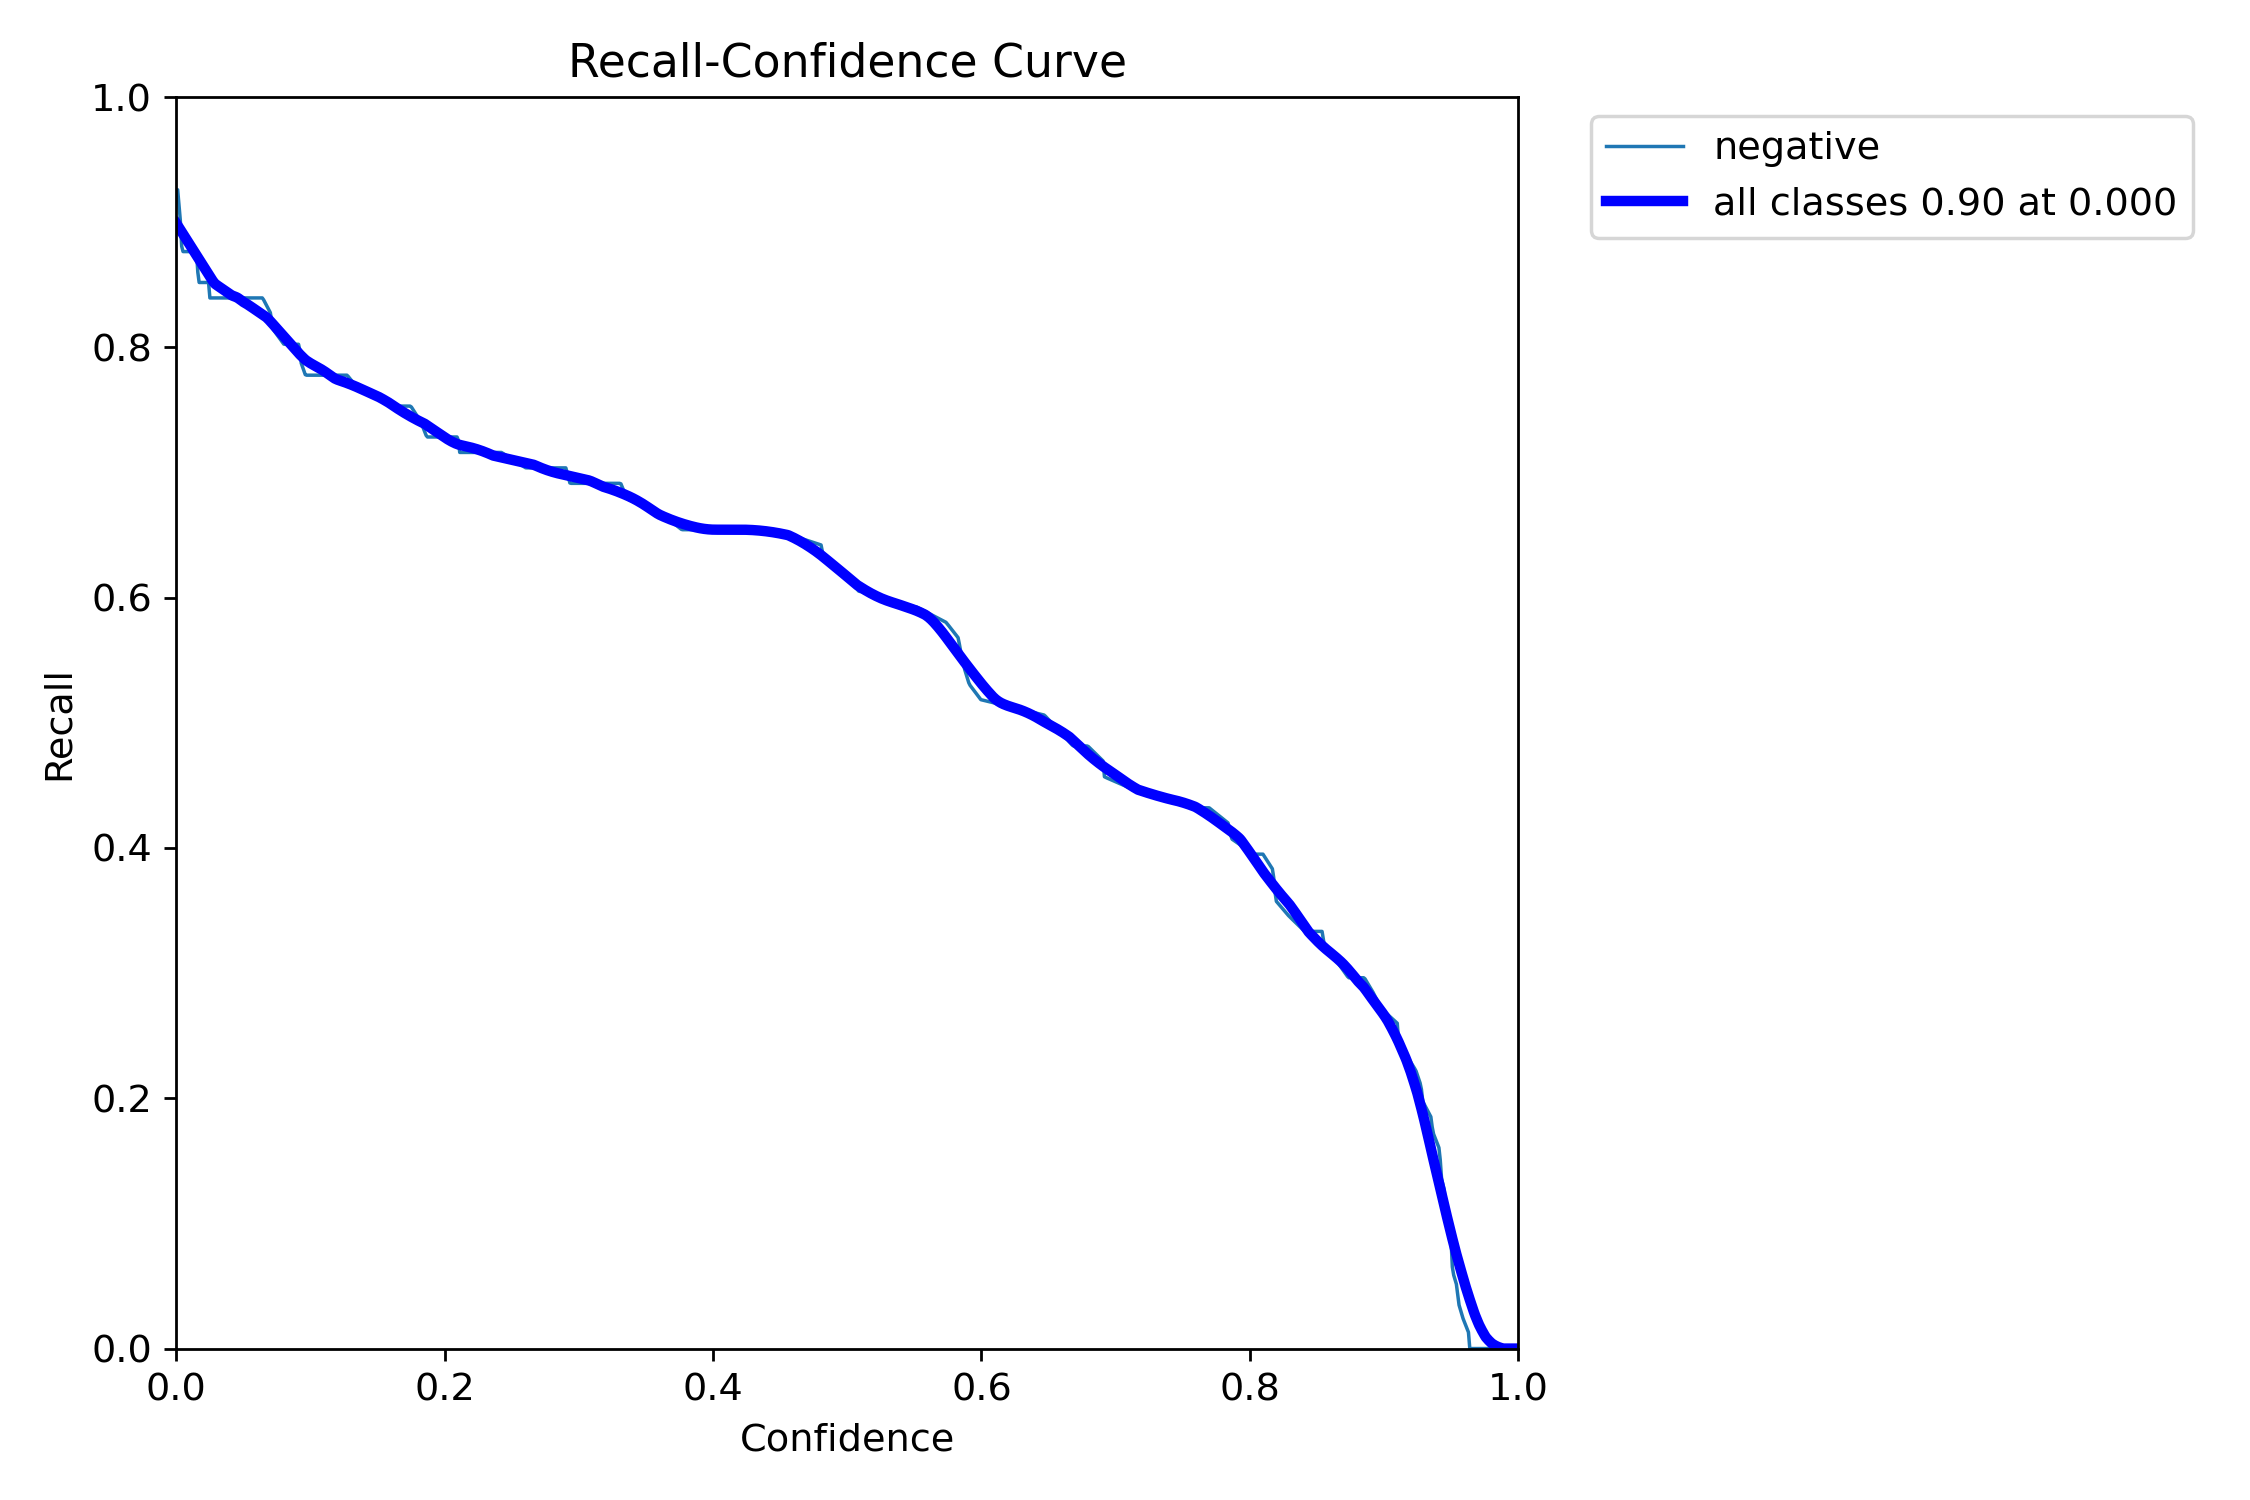 Recall-Confidence Curve
1.0
0.8
0.6
0.4
0.2
0.0
Recall
0.0 0.2 0.4 0.6 0.8 1.0
Confidence
negative
all classes 0.90 at 0.000